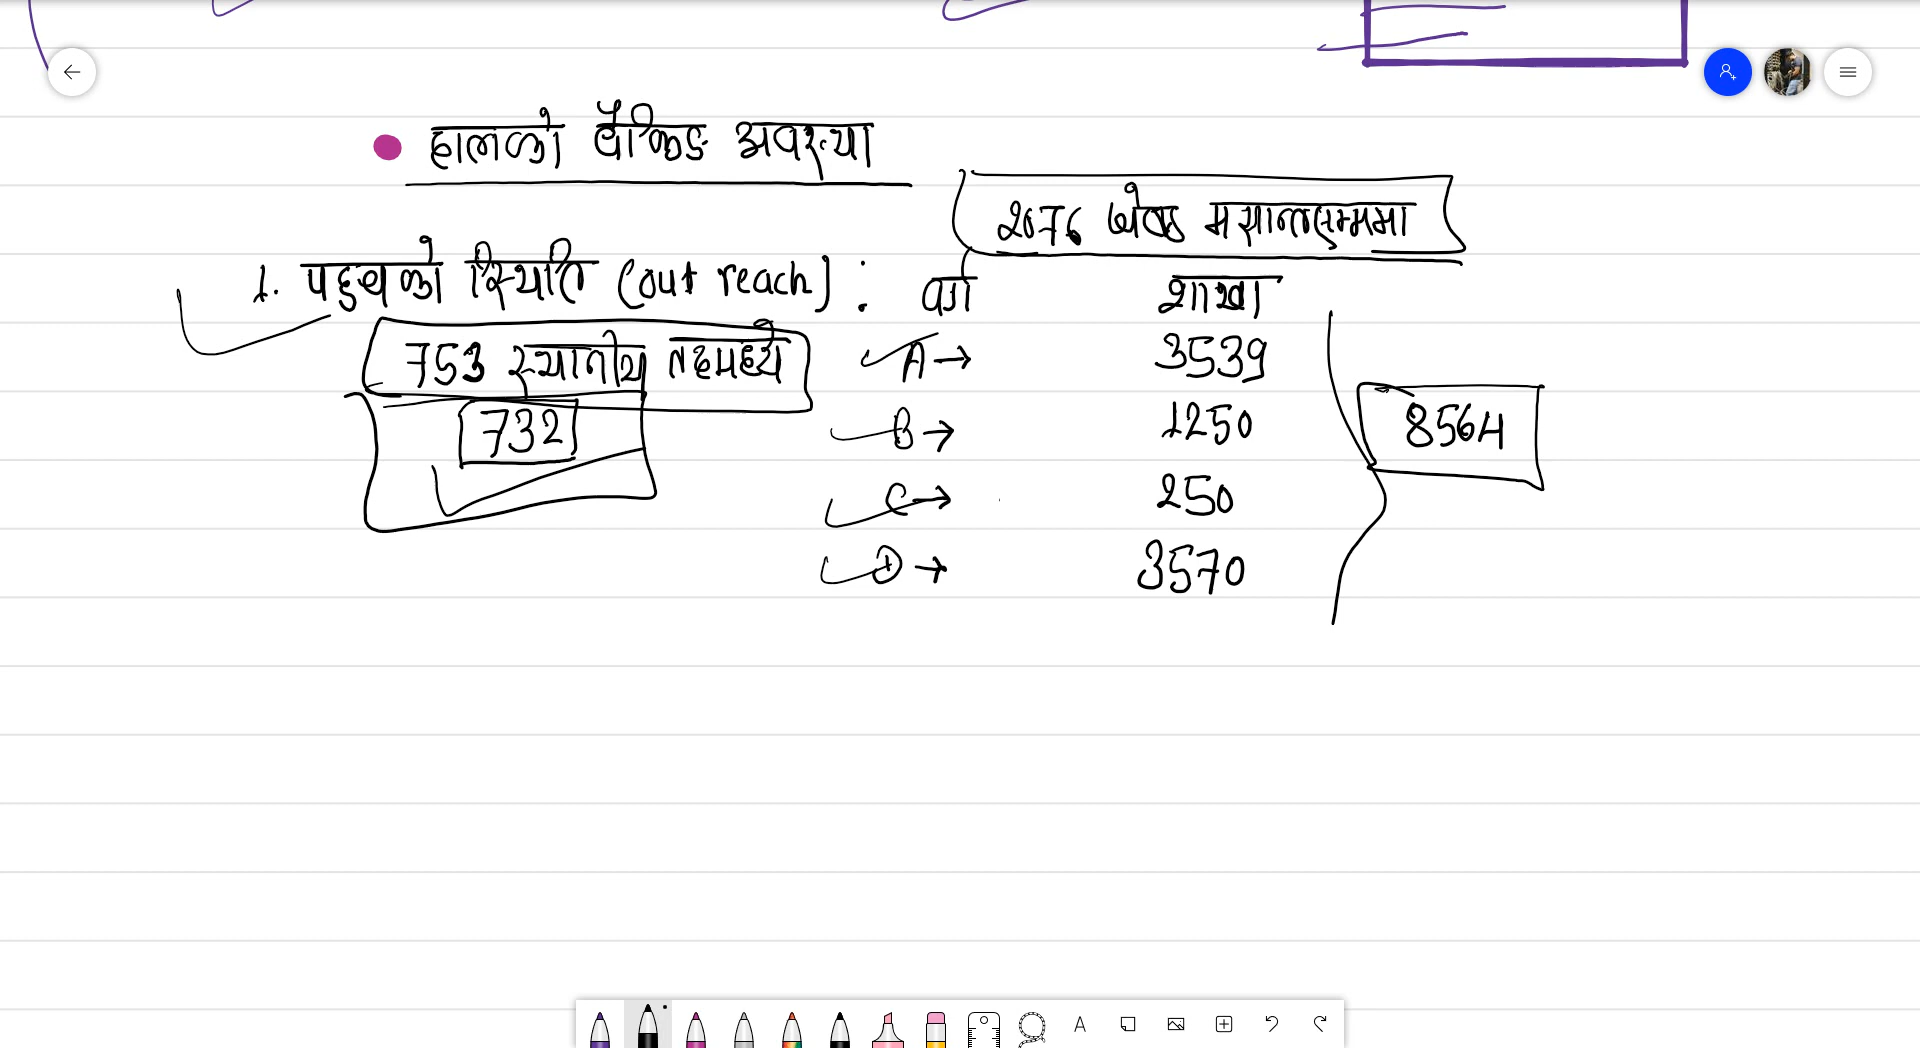 हालको बैंकिङ अवस्था
2076 जेठ मसान्तसम्ममा
1. पहुचको स्थिति (out reach) : वर्ग शाखा
753 स्थानीय तहमध्ये A→ 3539
732 B→ 1250 8564
C→ 250
D→ 3570
A